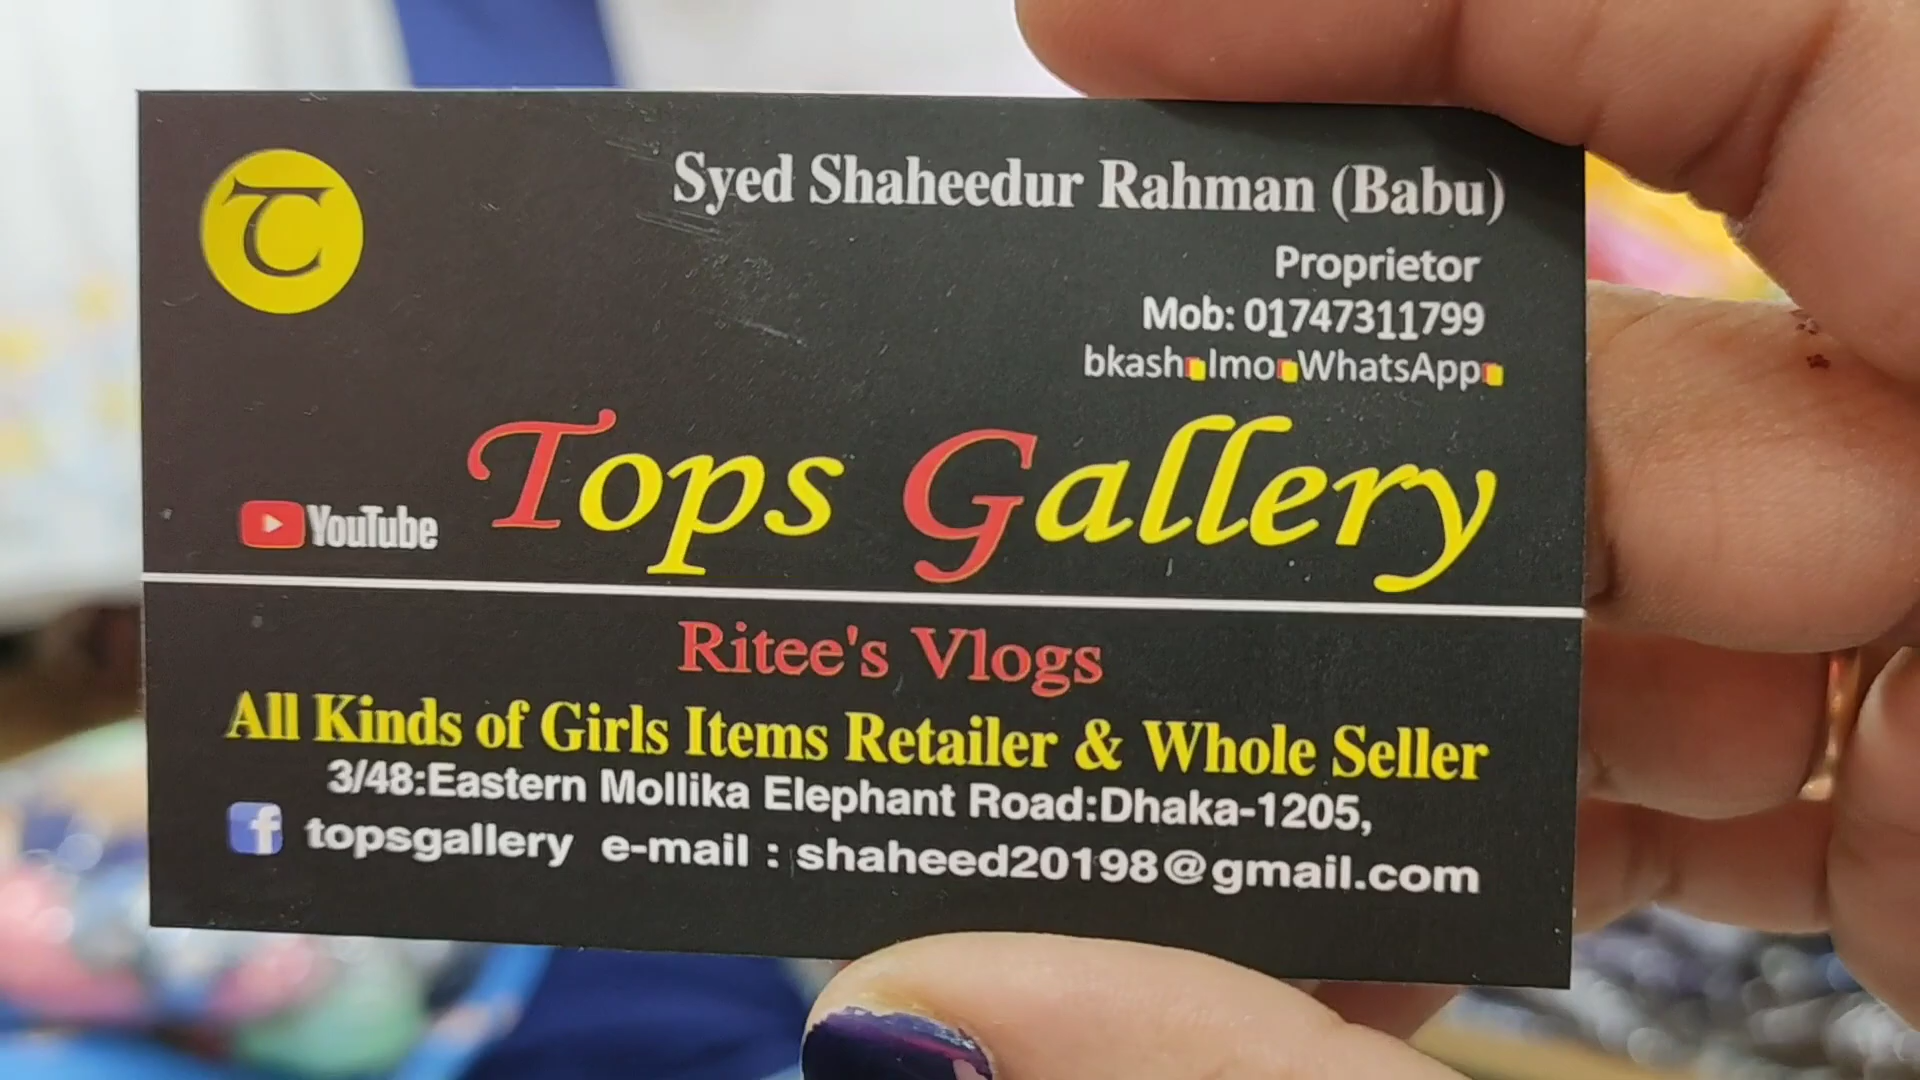 Syed Shaheedur Rahman (Babu)
Proprietor
Mob: 01747311799
bkash Imo WhatsApp
YouTube Tops Gallery
Ritee's Vlogs
All Kinds of Girls Items Retailer & Whole Seller
3/48:Eastern Mollika Elephant Road:Dhaka-1205,
f topsgallery e-mail : shaheed20198@gmail.com